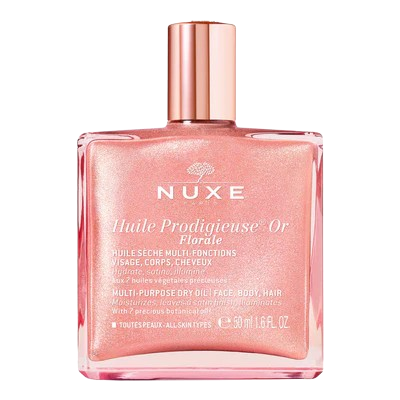 NUXE
PARIS
Huile Prodigieuse® Or
Florale
HUILE SÈCHE MULTI-FONCTIONS
VISAGE, CORPS, CHEVEUX
Hydrate, satine, illumine
aux 7 huiles végétales précieuses
MULTI-PURPOSE DRY OIL: FACE, BODY, HAIR
Moisturizes, leaves a satin finish, illuminates
With 7 precious botanical oils
TOUTES PEAUX - ALL SKIN TYPES
℮ 50 ml 1.6 FL. OZ.